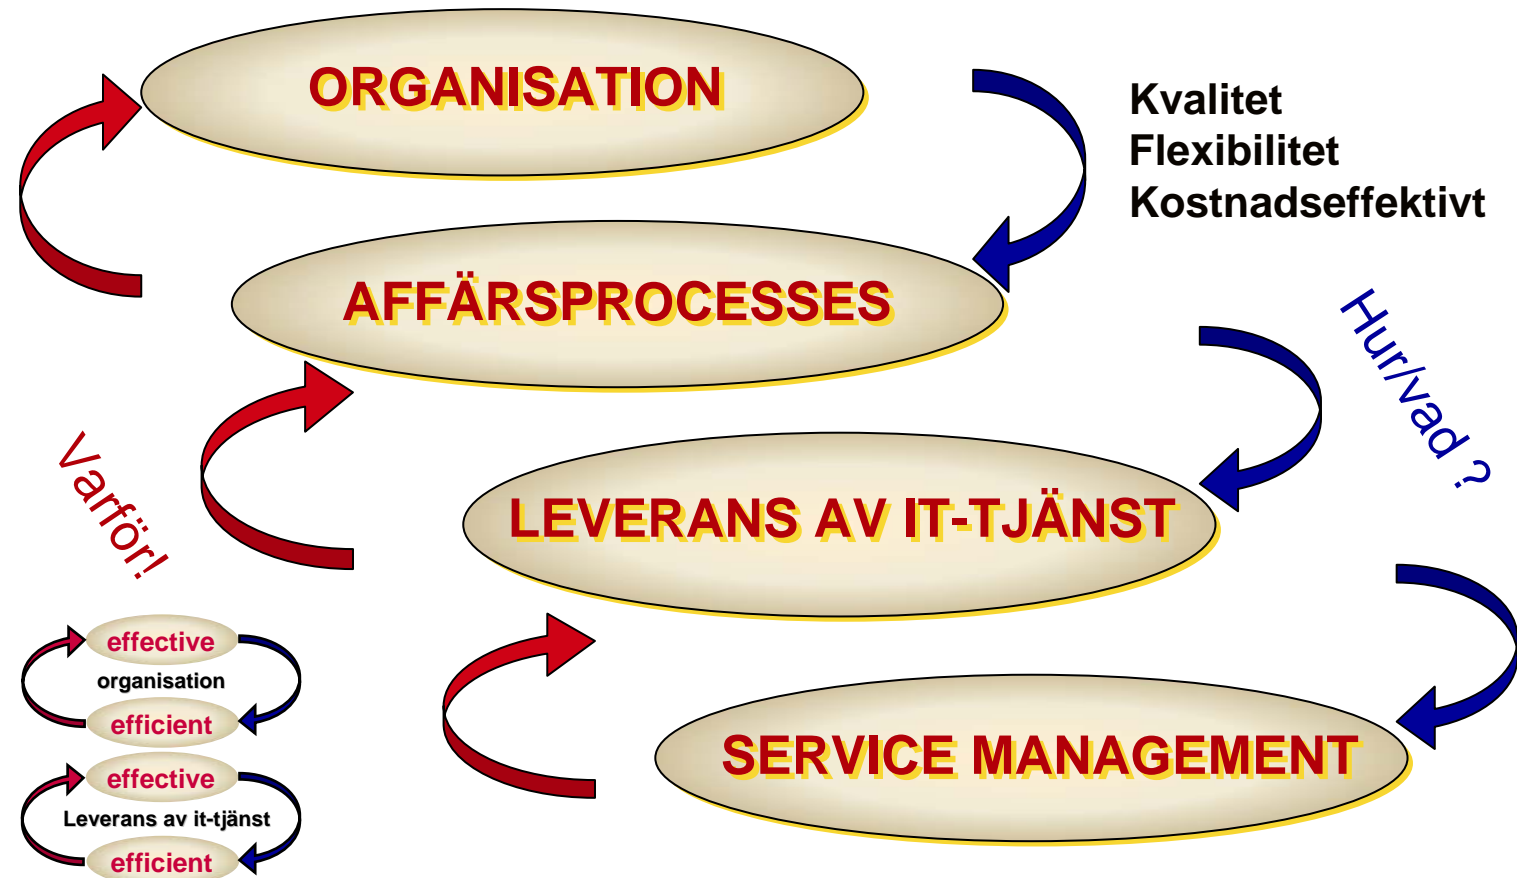 ORGANISATION
Kvalitet
Flexibilitet
Kostnadseffektivt
AFFÄRSPROCESSES
Hur/vad ?
Varför!
LEVERANS AV IT-TJÄNST
SERVICE MANAGEMENT
effective
organisation
efficient
effective
Leverans av it-tjänst
efficient